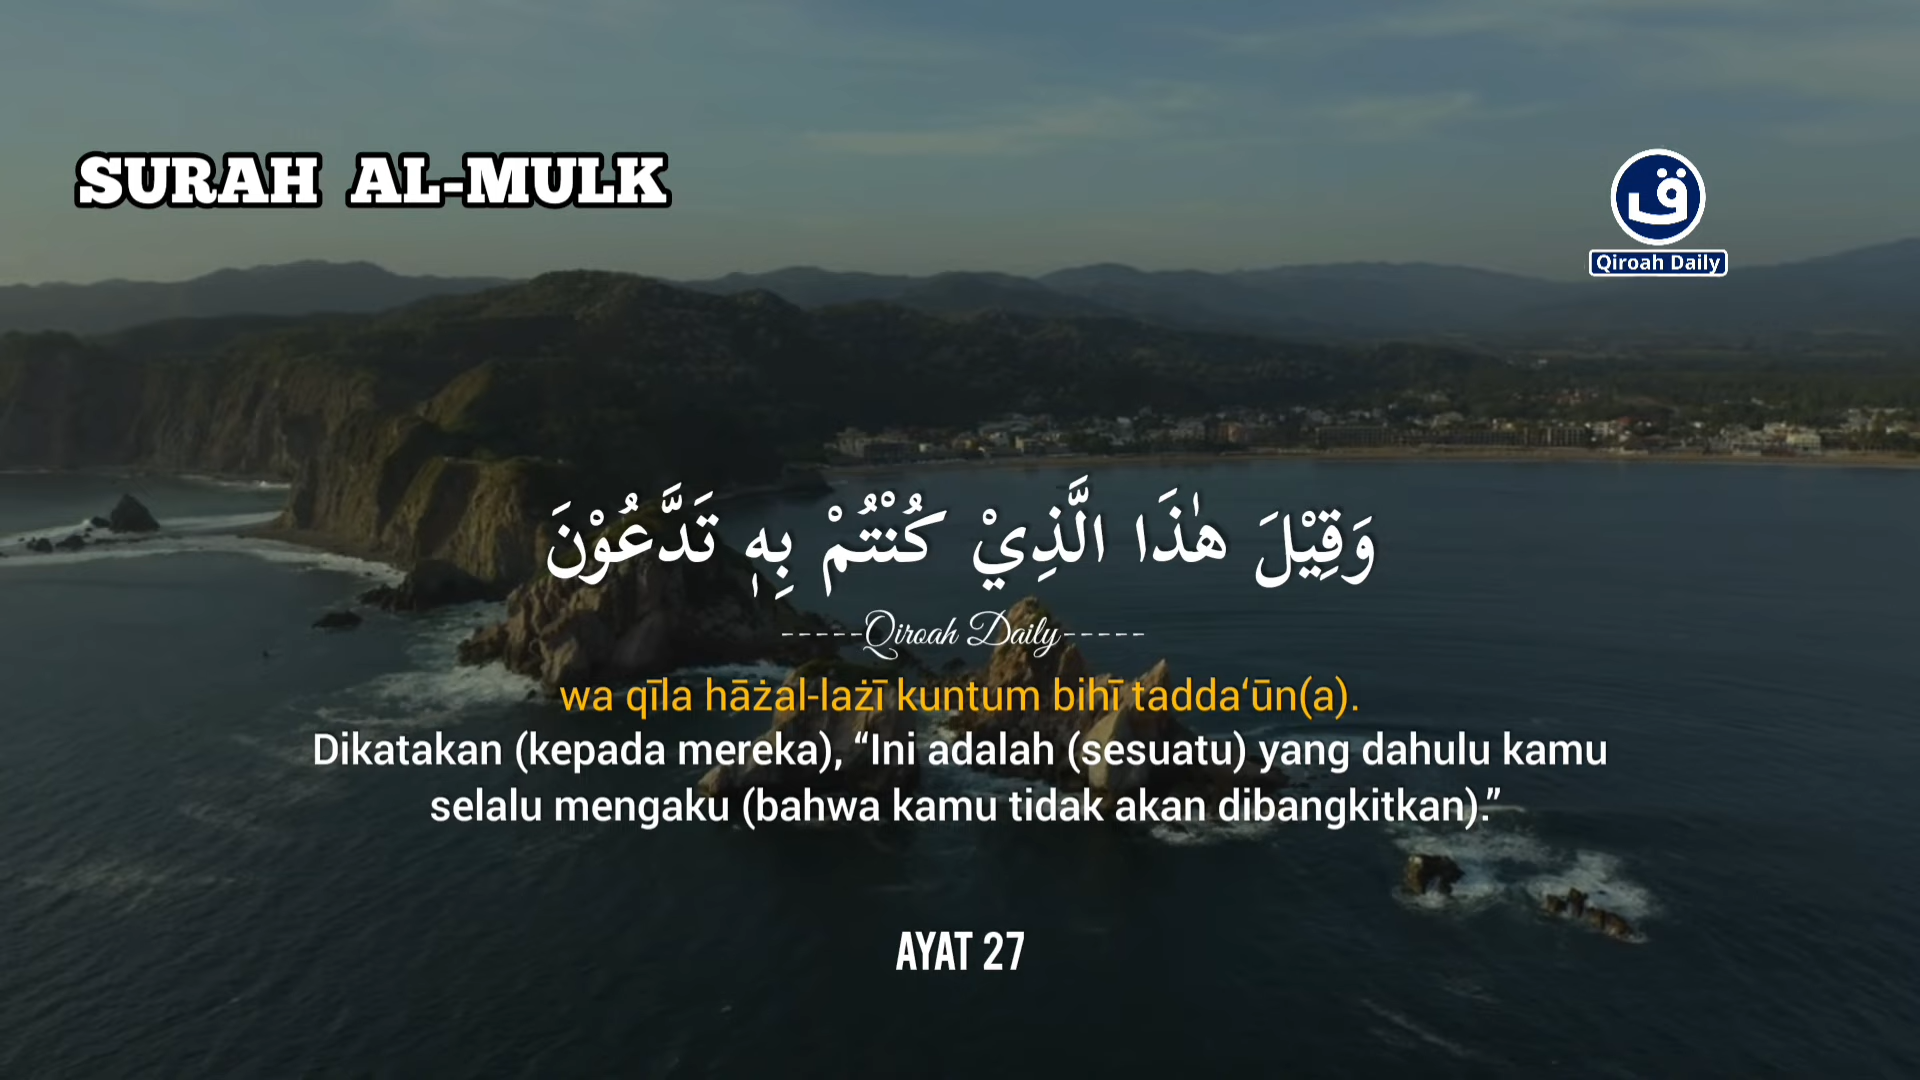 SURAH AL-MULK
ق
Qiroah Daily
وَقِيْلَ هٰذَا الَّذِيْ كُنْتُمْ بِهٖ تَدَّعُوْنَ
-----Qiroah Daily-----
wa qīla hāżal-lażī kuntum bihī tadda‘ūn(a).
Dikatakan (kepada mereka), “Ini adalah (sesuatu) yang dahulu kamu
selalu mengaku (bahwa kamu tidak akan dibangkitkan).”
AYAT 27